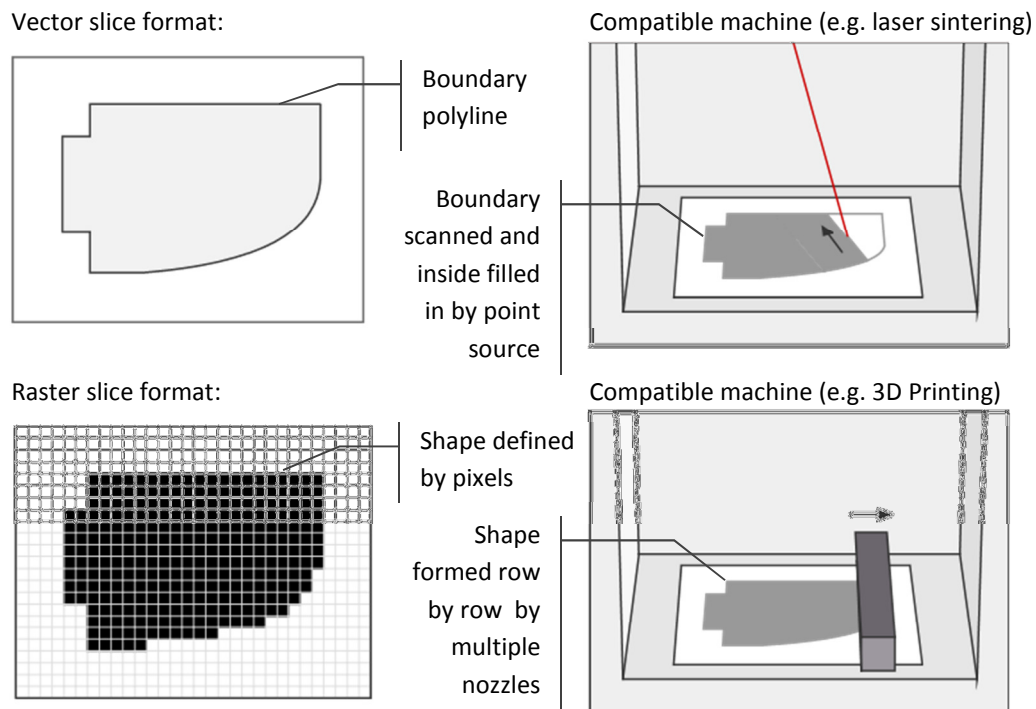 Vector slice format:
Compatible machine (e.g. laser sintering)
Boundary
polyline
Boundary
scanned and
inside filled
in by point
source
Raster slice format:
Compatible machine (e.g. 3D Printing)
Shape defined
by pixels
Shape
formed row
by row by
multiple
nozzles